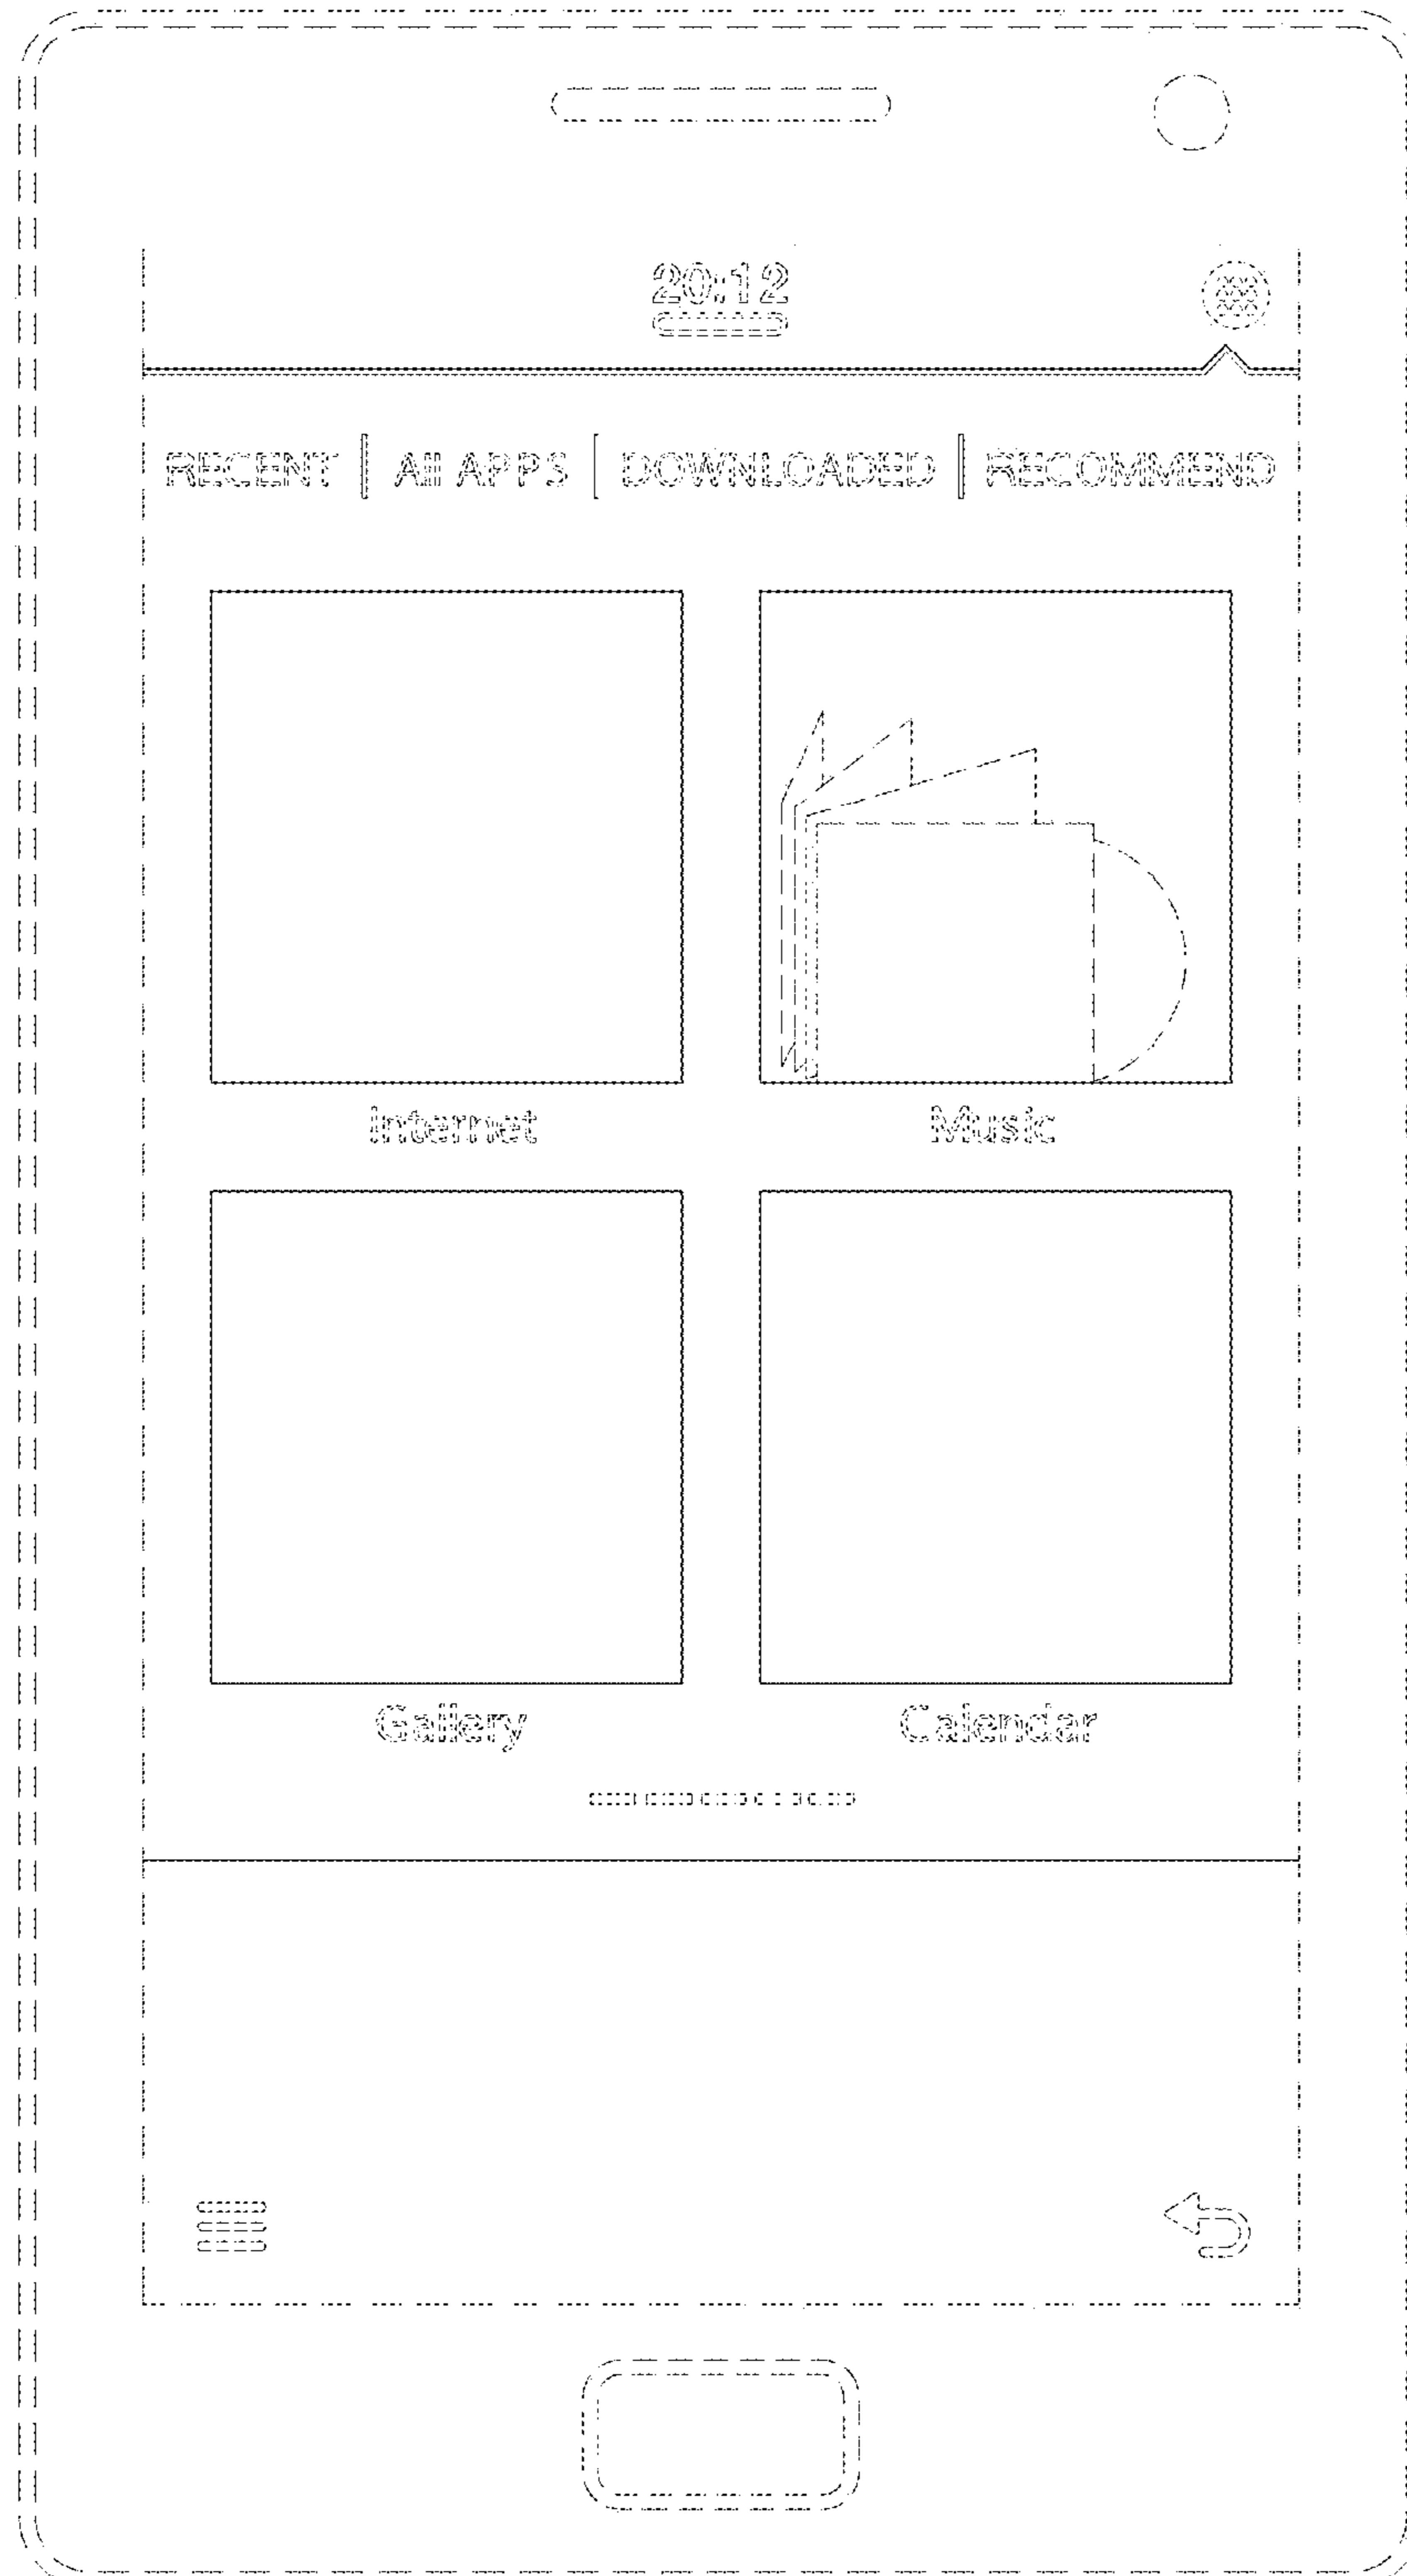 20:12
RECENT | All APPS | DOWNLOADED | RECOMMEND
Internet Music
Gallery Calendar